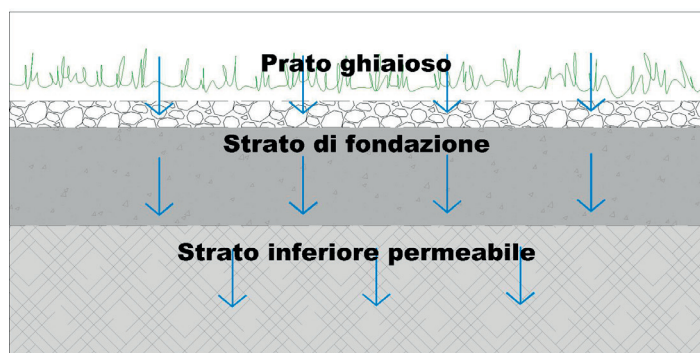 Prato ghiaioso
Strato di fondazione
Strato inferiore permeabile